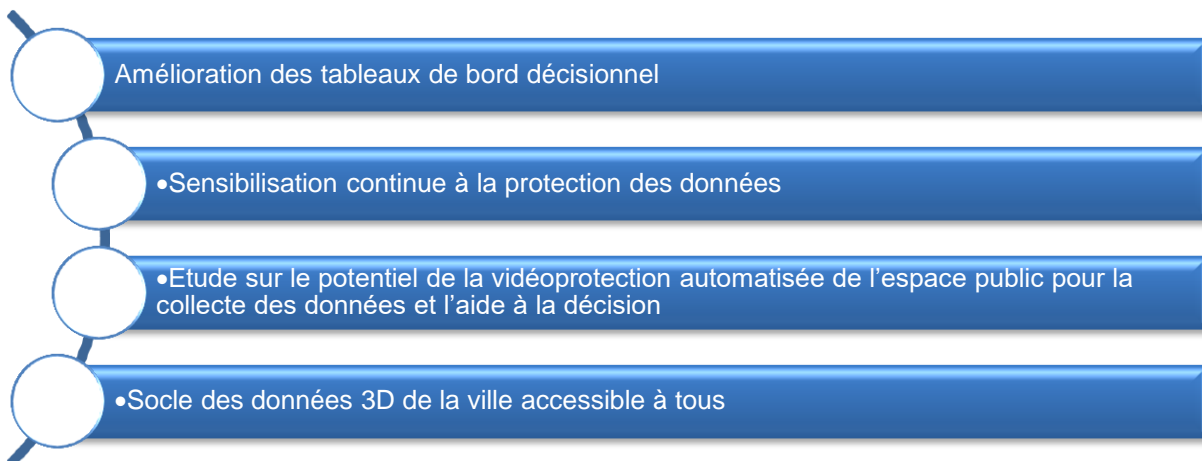 Amélioration des tableaux de bord décisionnel
•Sensibilisation continue à la protection des données
•Etude sur le potentiel de la vidéoprotection automatisée de l’espace public pour la
collecte des données et l’aide à la décision
•Socle des données 3D de la ville accessible à tous